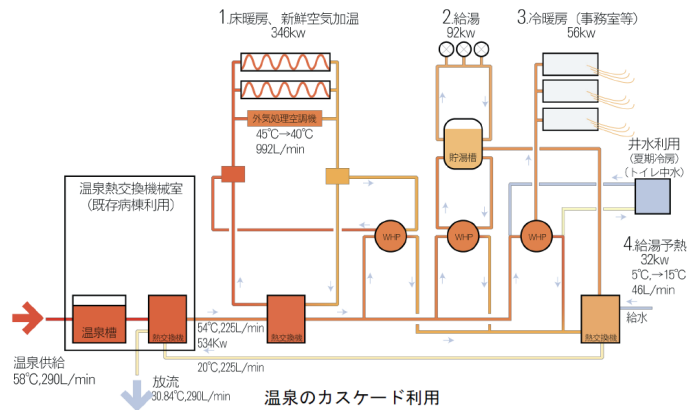 1.床暖房、新鮮空気加温
346kw
2.給湯
92kw
3.冷暖房（事務室等）
56kw
外気処理空調機
45℃→40℃
992L/min
貯湯槽
井水利用
（夏期冷房）
（トイレ中水）
温泉熱交換機械室
（既存病棟利用）
WHP
WHP
WHP
4.給湯予熱
32kw
5℃,→15℃
46L/min
給水
温泉槽
熱交換機
54℃,225L/min
534Kw
熱交換機
熱交換機
20℃,225L/min
温泉供給
58℃,290L/min
放流
30.84℃,290L/min
温泉のカスケード利用